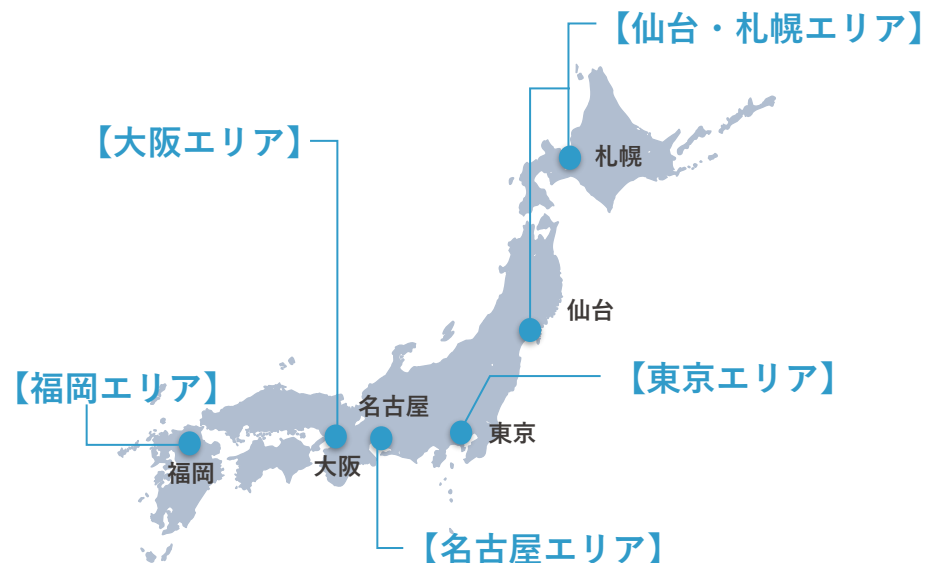 【仙台・札幌エリア】
【大阪エリア】
札幌
仙台
【福岡エリア】
【東京エリア】
名古屋
東京
大阪
福岡
【名古屋エリア】